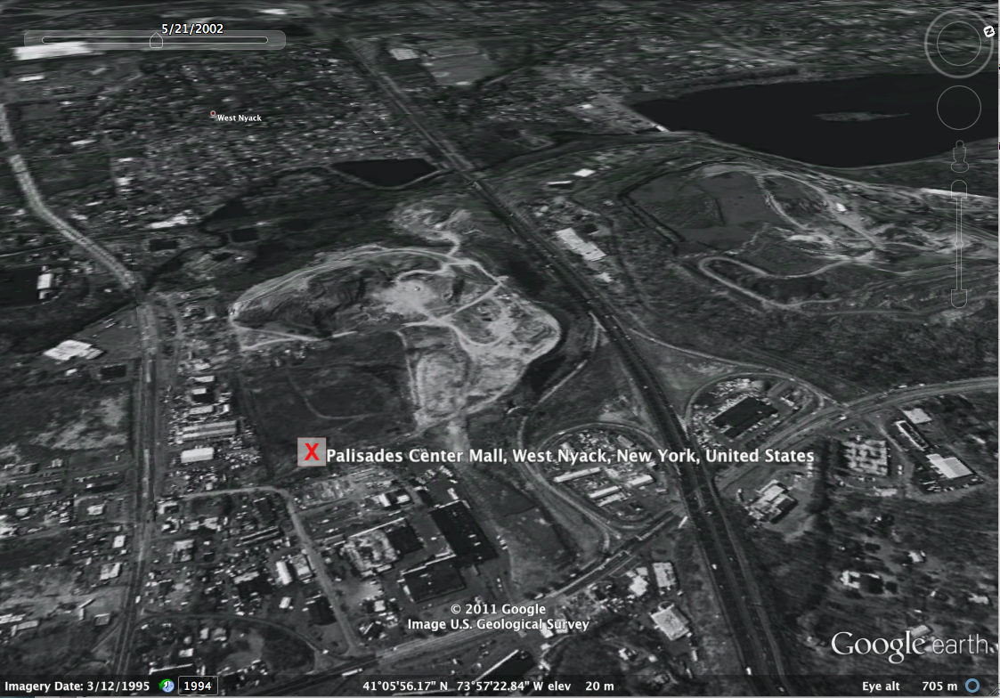 5/21/2002
West Nyack
X Palisades Center Mall, West Nyack, New York, United States
© 2011 Google
Image U.S. Geological Survey
Google earth
Imagery Date: 3/12/1995 1994 41°05'56.17" N 73°57'22.84" W elev 20 m Eye alt 705 m